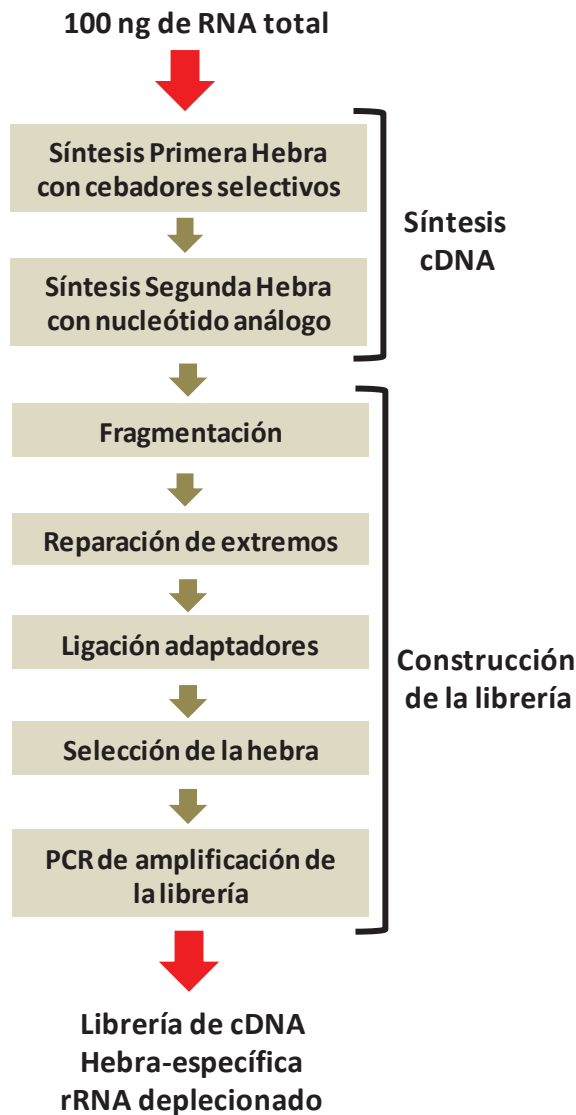 100 ng de RNA total
Síntesis Primera Hebra
con cebadores selectivos
Síntesis Segunda Hebra
con nucleótido análogo
Síntesis
cDNA
Fragmentación
Reparación de extremos
Ligación adaptadores
Selección de la hebra
PCR de amplificación de
la librería
Construcción
de la librería
Librería de cDNA
Hebra-específica
rRNA deplecionado